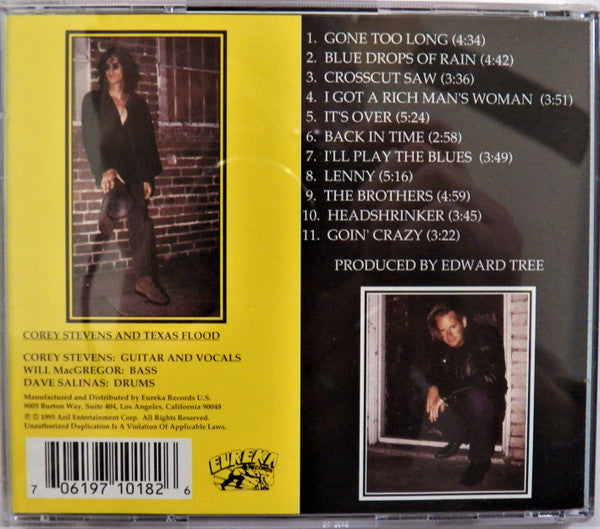 1. GONE TOO LONG (4:34)
2. BLUE DROPS OF RAIN (4:42)
3. CROSSCUT SAW (3:36)
4. I GOT A RICH MAN'S WOMAN (3:51)
5. IT'S OVER (5:24)
6. BACK IN TIME (2:58)
7. I'LL PLAY THE BLUES (3:49)
8. LENNY (5:16)
9. THE BROTHERS (4:59)
10. HEADSHRINKER (3:45)
11. GOIN' CRAZY (3:22)
PRODUCED BY EDWARD TREE
COREY STEVENS AND TEXAS FLOOD
COREY STEVENS: GUITAR AND VOCALS
WILL MacGREGOR: BASS
DAVE SALINAS: DRUMS
Manufactured and Distributed by Eureka Records U.S.
9005 Burton Way, Suite 404, Los Angeles, California 90048
℗ © 1995 Azil Entertainment Corp. All Rights Reserved.
Unauthorized Duplication Is A Violation Of Applicable Laws.
7 06197 10182 6
EUREKA